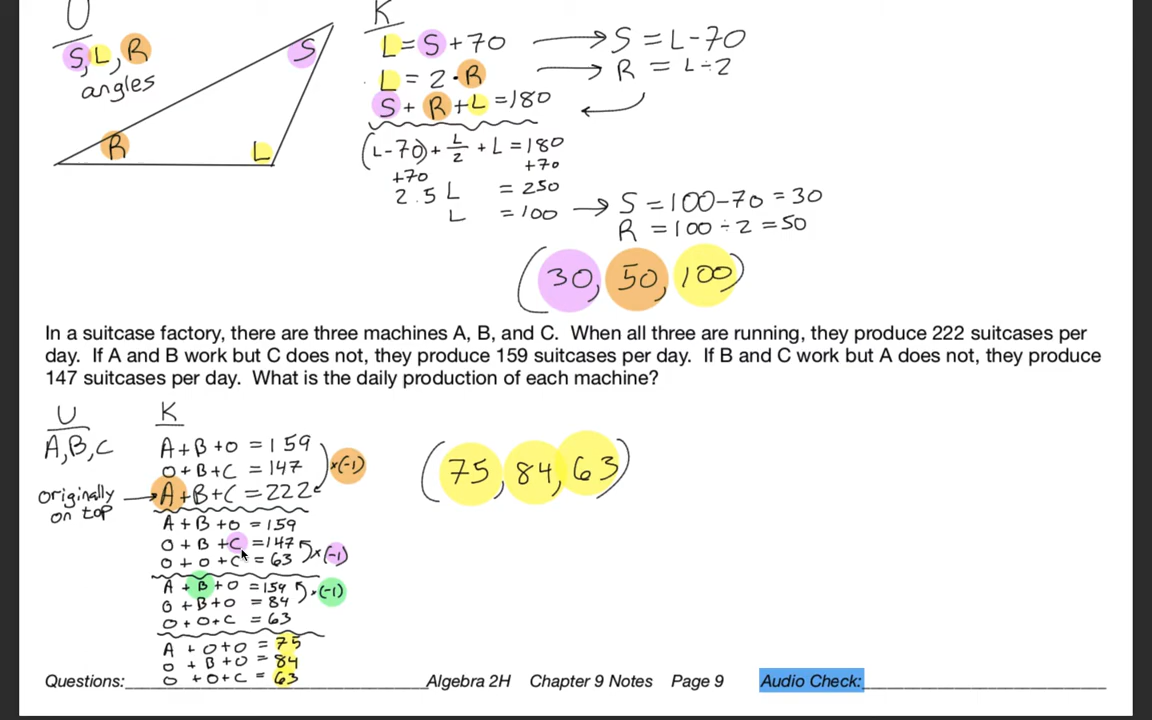 U
K
S, L, R
angles
S
R
L
L = S + 70 → S = L - 70
L = 2 · R → R = L ÷ 2
S + R + L = 180
(L - 70) + L/2 + L = 180
+70 +70
2.5 L = 250
L = 100 → S = 100 - 70 = 30
R = 100 ÷ 2 = 50
(30, 50, 100)
In a suitcase factory, there are three machines A, B, and C. When all three are running, they produce 222 suitcases per
day. If A and B work but C does not, they produce 159 suitcases per day. If B and C work but A does not, they produce
147 suitcases per day. What is the daily production of each machine?
U
K
A, B, C
A + B + 0 = 159
0 + B + C = 147
×(-1)
originally
on top
→ A + B + C = 222
A + B + 0 = 159
0 + B + C = 147
×(-1)
0 + 0 + C = 63
A + B + 0 = 159
×(-1)
0 + B + 0 = 84
0 + 0 + C = 63
A + 0 + 0 = 75
0 + B + 0 = 84
0 + 0 + C = 63
(75, 84, 63)
Questions: Algebra 2H Chapter 9 Notes Page 9 Audio Check: